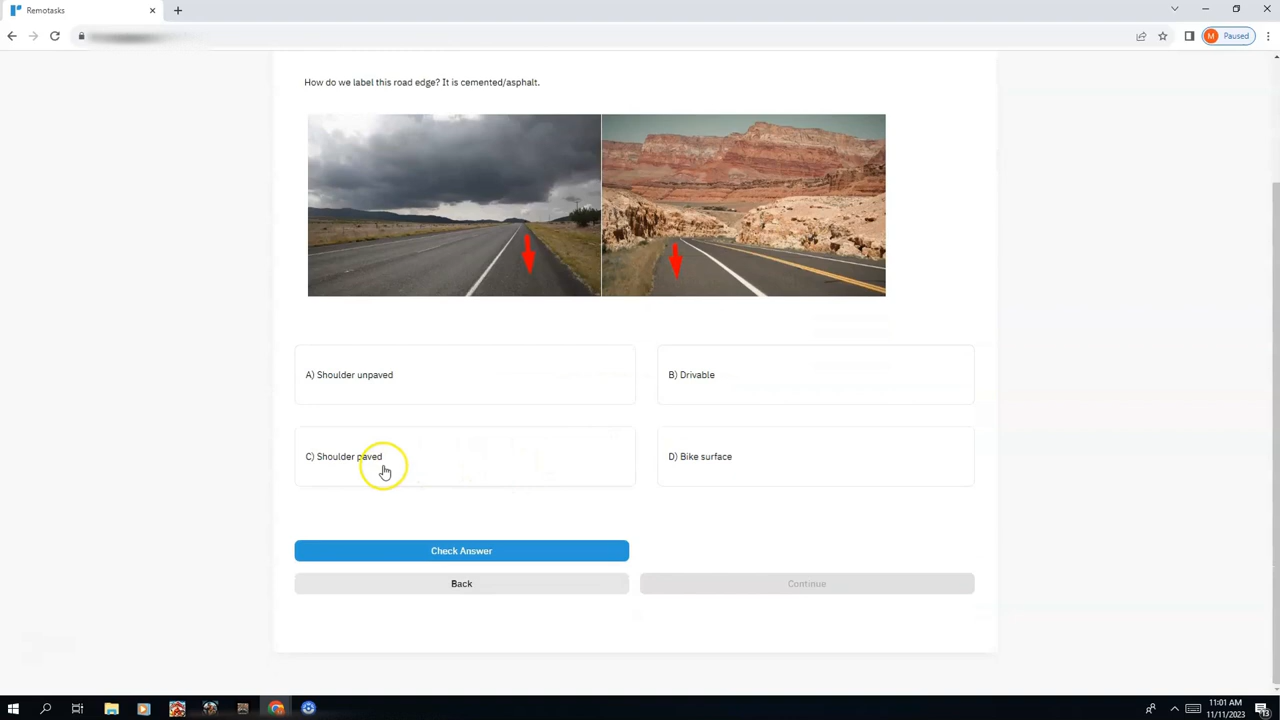 Remotasks
M Paused
How do we label this road edge? It is cemented/asphalt.
A) Shoulder unpaved
B) Drivable
C) Shoulder paved
D) Bike surface
Check Answer
Back
Continue
11:01 AM
11/11/2023
13